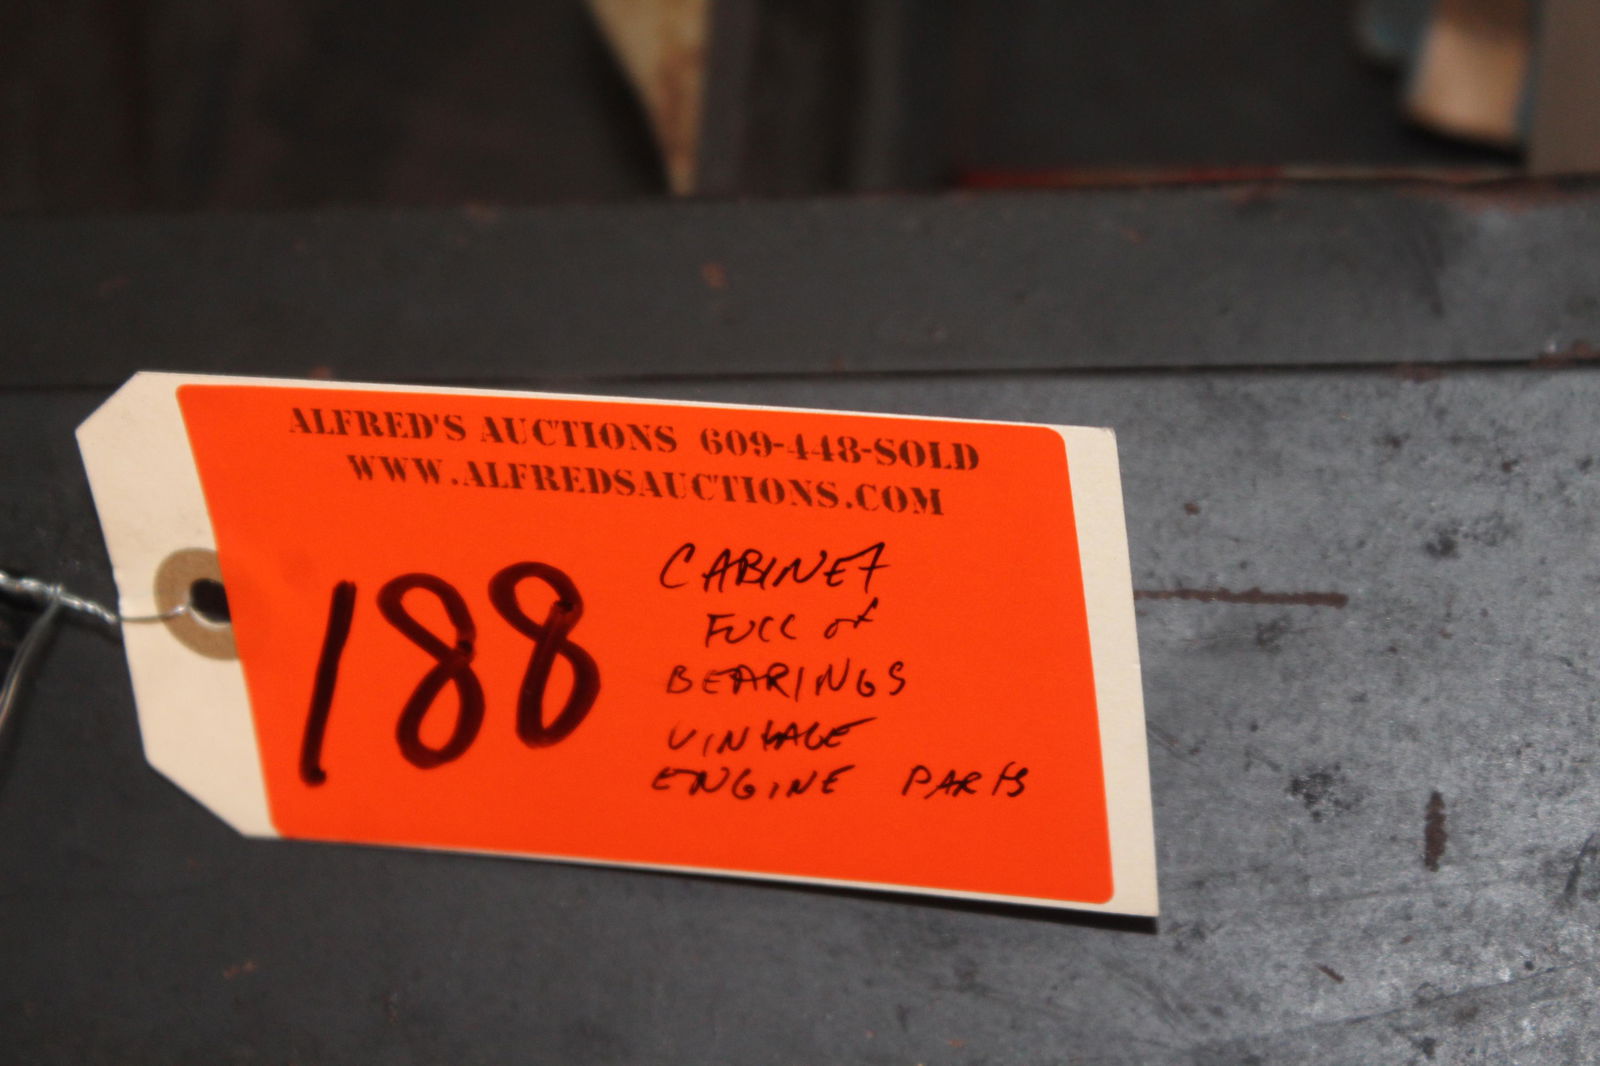 ALFRED'S AUCTIONS 609-448-SOLD
WWW.ALFREDSAUCTIONS.COM
188
CABINET
FULL of
BEARINGS
VINTAGE
ENGINE PARTS